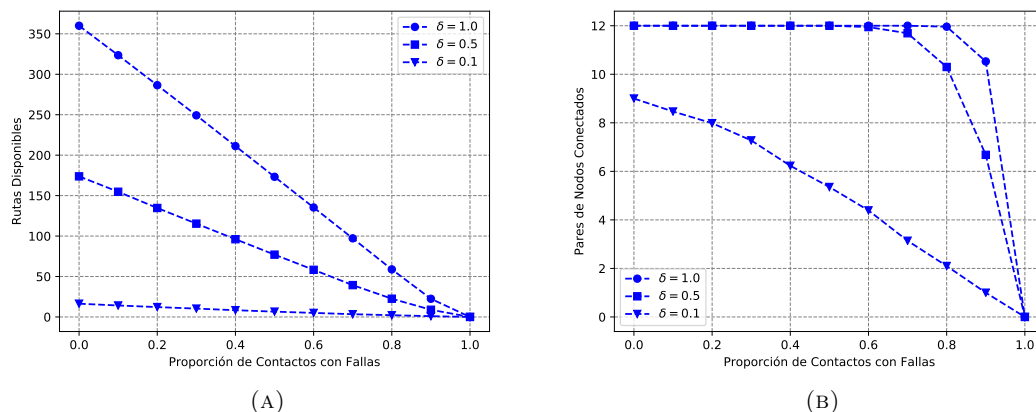 350
300
250
200
150
100
50
0
Rutas Disponibles
δ = 1.0
δ = 0.5
δ = 0.1
0.0 0.2 0.4 0.6 0.8 1.0
Proporción de Contactos con Fallas
(A)
12
10
8
6
4
2
0
Pares de Nodos Conectados
δ = 1.0
δ = 0.5
δ = 0.1
0.0 0.2 0.4 0.6 0.8 1.0
Proporción de Contactos con Fallas
(B)